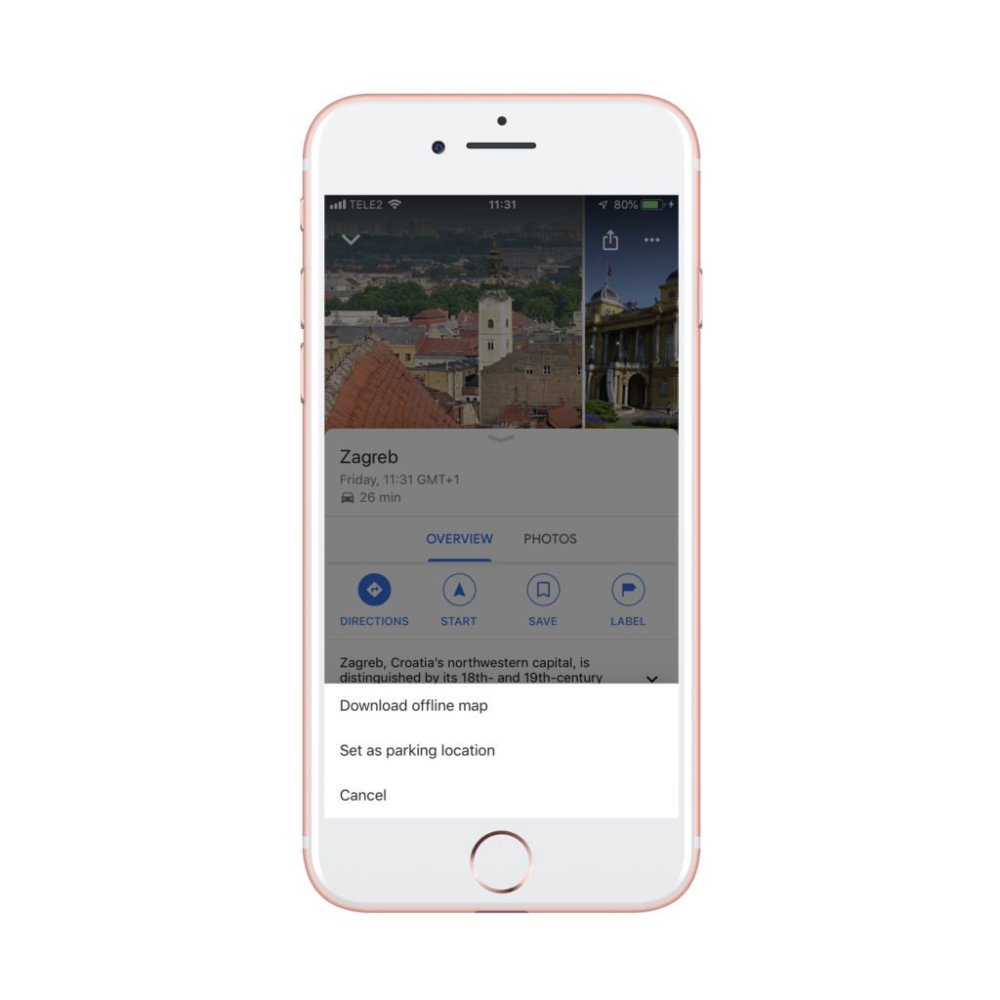 TELE2 11:31 80%
Zagreb
Friday, 11:31 GMT+1
26 min
OVERVIEW PHOTOS
DIRECTIONS START SAVE LABEL
Zagreb, Croatia's northwestern capital, is
distinguished by its 18th- and 19th-century
Download offline map
Set as parking location
Cancel